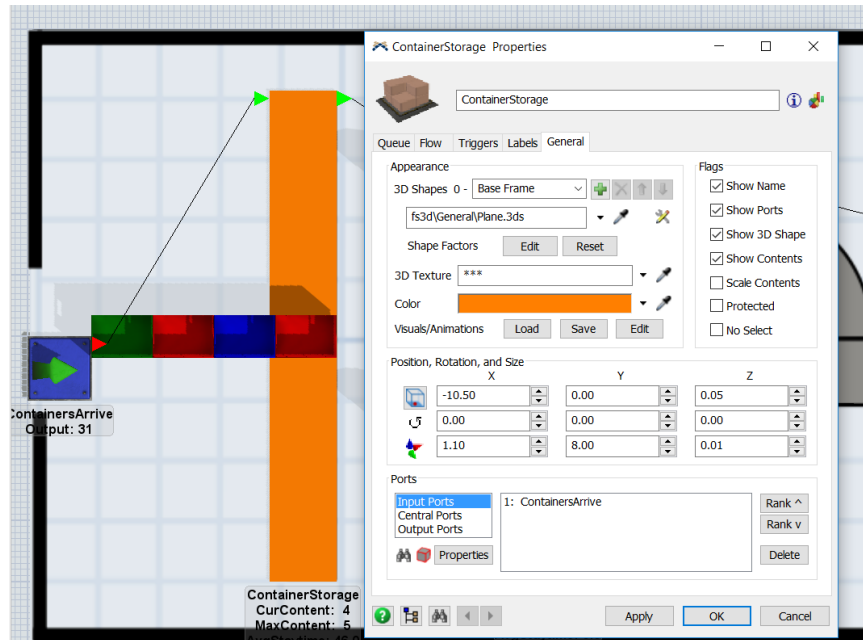 ContainerStorage Properties
ContainerStorage
Queue Flow Triggers Labels General
Appearance
3D Shapes 0 - Base Frame
fs3d\General\Plane.3ds
Shape Factors Edit Reset
3D Texture ***
Color
Visuals/Animations Load Save Edit
Flags
Show Name
Show Ports
Show 3D Shape
Show Contents
Scale Contents
Protected
No Select
Position, Rotation, and Size
X Y Z
-10.50 0.00 0.05
0.00 0.00 0.00
1.10 8.00 0.01
Ports
Input Ports
Central Ports
Output Ports
Properties
1: ContainersArrive
Rank ^
Rank v
Delete
Apply OK Cancel
ContainersArrive
Output: 31
ContainerStorage
CurContent: 4
MaxContent: 5